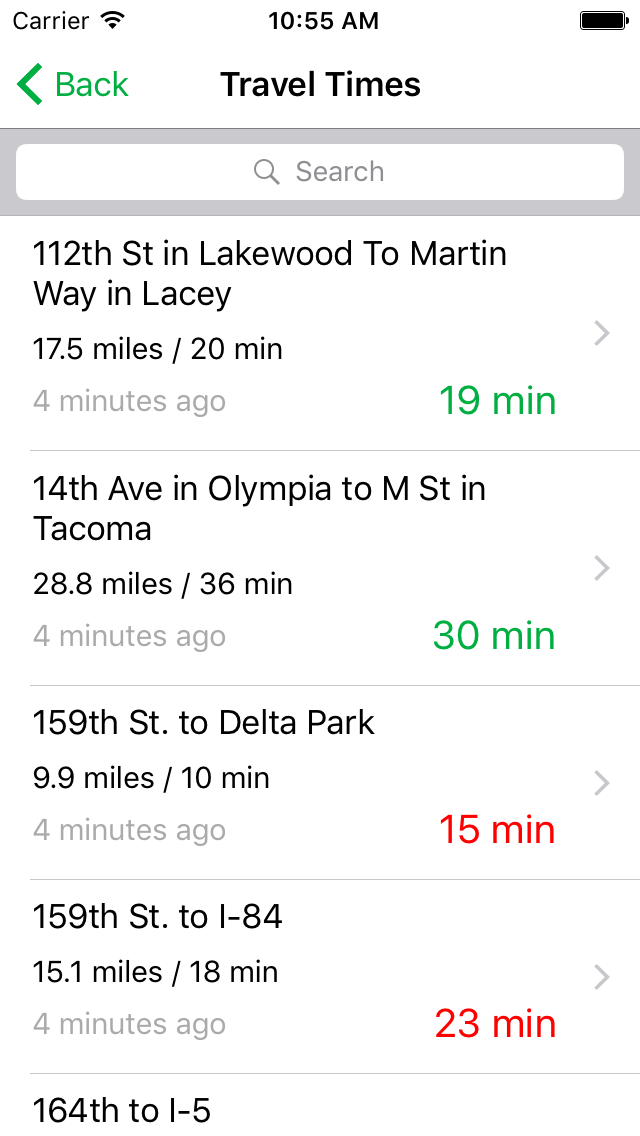 Carrier 10:55 AM
Back Travel Times
Search
112th St in Lakewood To Martin
Way in Lacey
17.5 miles / 20 min
4 minutes ago 19 min
14th Ave in Olympia to M St in
Tacoma
28.8 miles / 36 min
4 minutes ago 30 min
159th St. to Delta Park
9.9 miles / 10 min
4 minutes ago 15 min
159th St. to I-84
15.1 miles / 18 min
4 minutes ago 23 min
164th to I-5